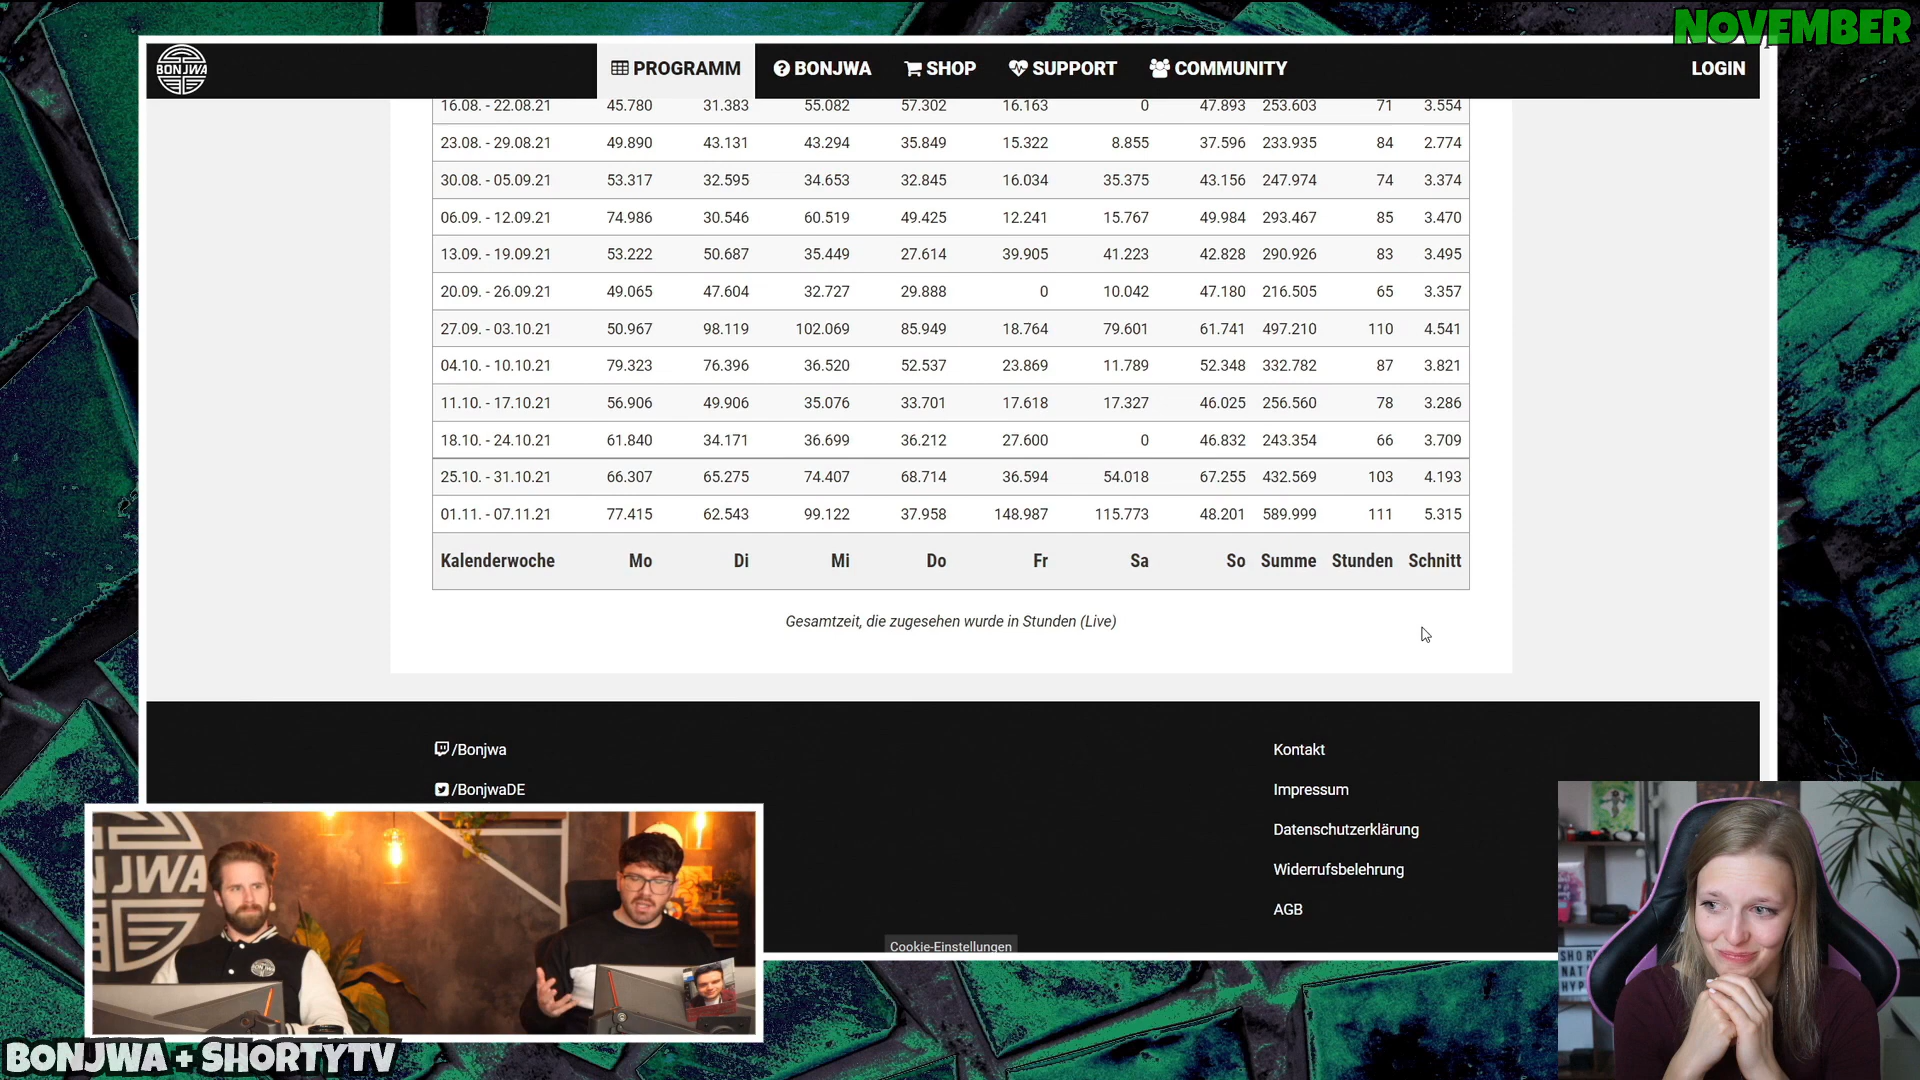 NOVEMBER
BONJWA
PROGRAMM BONJWA SHOP SUPPORT COMMUNITY LOGIN
16.08. - 22.08.21 45.780 31.383 55.082 57.302 16.163 0 47.893 253.603 71 3.554
23.08. - 29.08.21 49.890 43.131 43.294 35.849 15.322 8.855 37.596 233.935 84 2.774
30.08. - 05.09.21 53.317 32.595 34.653 32.845 16.034 35.375 43.156 247.974 74 3.374
06.09. - 12.09.21 74.986 30.546 60.519 49.425 12.241 15.767 49.984 293.467 85 3.470
13.09. - 19.09.21 53.222 50.687 35.449 27.614 39.905 41.223 42.828 290.926 83 3.495
20.09. - 26.09.21 49.065 47.604 32.727 29.888 0 10.042 47.180 216.505 65 3.357
27.09. - 03.10.21 50.967 98.119 102.069 85.949 18.764 79.601 61.741 497.210 110 4.541
04.10. - 10.10.21 79.323 76.396 36.520 52.537 23.869 11.789 52.348 332.782 87 3.821
11.10. - 17.10.21 56.906 49.906 35.076 33.701 17.618 17.327 46.025 256.560 78 3.286
18.10. - 24.10.21 61.840 34.171 36.699 36.212 27.600 0 46.832 243.354 66 3.709
25.10. - 31.10.21 66.307 65.275 74.407 68.714 36.594 54.018 67.255 432.569 103 4.193
01.11. - 07.11.21 77.415 62.543 99.122 37.958 148.987 115.773 48.201 589.999 111 5.315
Kalenderwoche Mo Di Mi Do Fr Sa So Summe Stunden Schnitt
Gesamtzeit, die zugesehen wurde in Stunden (Live)
/Bonjwa
/BonjwaDE
Kontakt
Impressum
Datenschutzerklärung
Widerrufsbelehrung
AGB
Cookie-Einstellungen
NJWA
SHOR
NAT
HYP
BONJWA + SHORTYTV